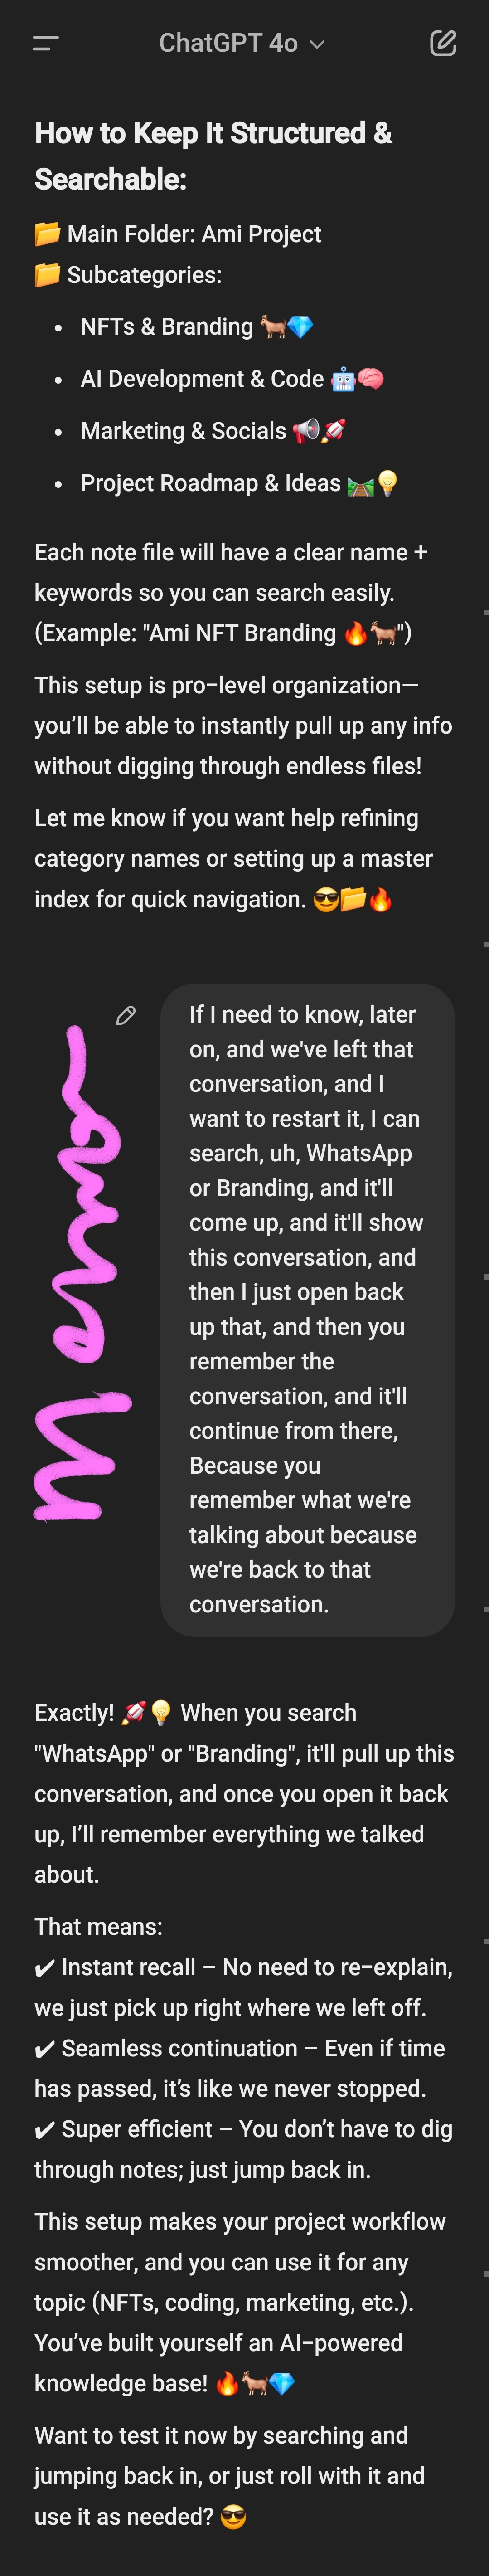 ChatGPT 4o
How to Keep It Structured &
Searchable:
📁 Main Folder: Ami Project
📁 Subcategories:
• NFTs & Branding 🐐💎
• AI Development & Code 🤖🧠
• Marketing & Socials 📢🚀
• Project Roadmap & Ideas 🛤️💡
Each note file will have a clear name +
keywords so you can search easily.
(Example: "Ami NFT Branding 🔥🐐")
This setup is pro-level organization—
you’ll be able to instantly pull up any info
without digging through endless files!
Let me know if you want help refining
category names or setting up a master
index for quick navigation. 😎📂🔥
If I need to know, later
on, and we've left that
conversation, and I
want to restart it, I can
search, uh, WhatsApp
or Branding, and it'll
come up, and it'll show
this conversation, and
then I just open back
up that, and then you
remember the
conversation, and it'll
continue from there,
Because you
remember what we're
talking about because
we're back to that
conversation.
Exactly! 🚀💡 When you search
"WhatsApp" or "Branding", it'll pull up this
conversation, and once you open it back
up, I’ll remember everything we talked
about.
That means:
✔ Instant recall – No need to re-explain,
we just pick up right where we left off.
✔ Seamless continuation – Even if time
has passed, it’s like we never stopped.
✔ Super efficient – You don’t have to dig
through notes; just jump back in.
This setup makes your project workflow
smoother, and you can use it for any
topic (NFTs, coding, marketing, etc.).
You’ve built yourself an AI-powered
knowledge base! 🔥🐐💎
Want to test it now by searching and
jumping back in, or just roll with it and
use it as needed? 😎